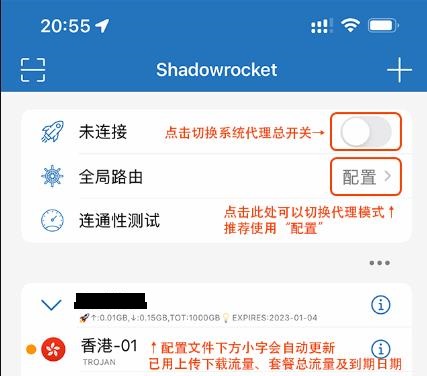 20:55
Shadowrocket
未连接
点击切换系统代理总开关→
全局路由
配置 >
连通性测试
点击此处可以切换代理模式↑
推荐使用“配置”
🚀↑:0.01GB,↓:0.15GB,TOT:1000GB💡EXPIRES:2023-01-04
香港-01
TROJAN
↑配置文件下方小字会自动更新
已用上传下载流量、套餐总流量及到期日期